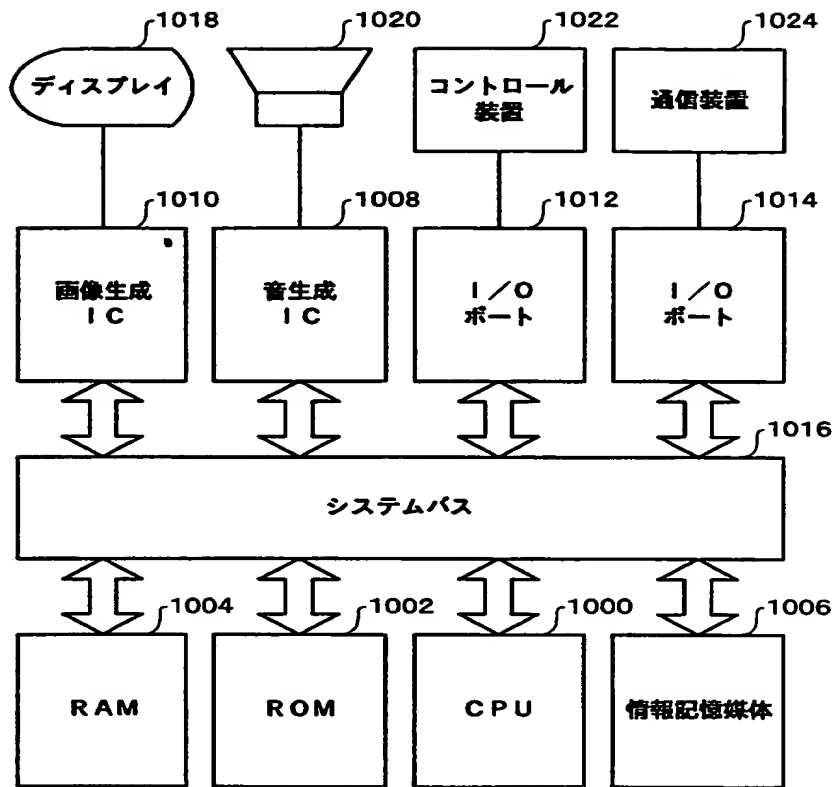 1018
1020
1022
1024
ディスプレイ
コントロール
装置
通信装置
1010
1008
1012
1014
画像生成
IC
音生成
IC
I/O
ポート
I/O
ポート
1016
システムバス
1004
1002
1000
1006
RAM
ROM
CPU
情報記憶媒体